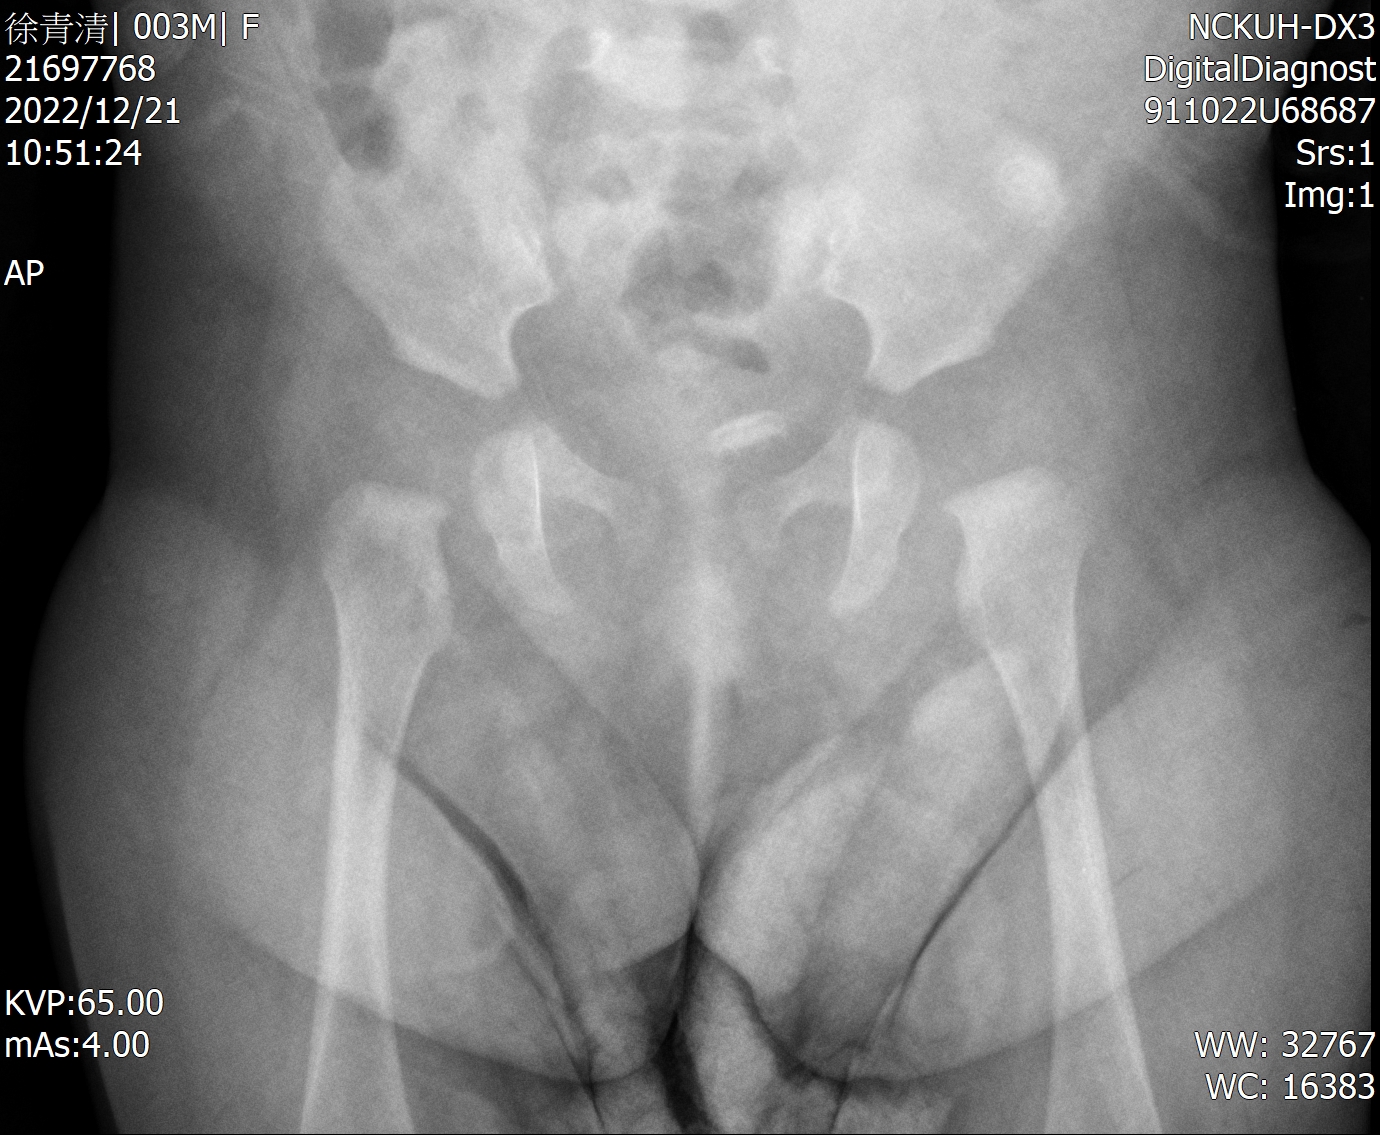 徐青清| 003M| F
21697768
2022/12/21
10:51:24
AP
NCKUH-DX3
DigitalDiagnost
911022U68687
Srs:1
Img:1
KVP:65.00
mAs:4.00
WW: 32767
WC: 16383